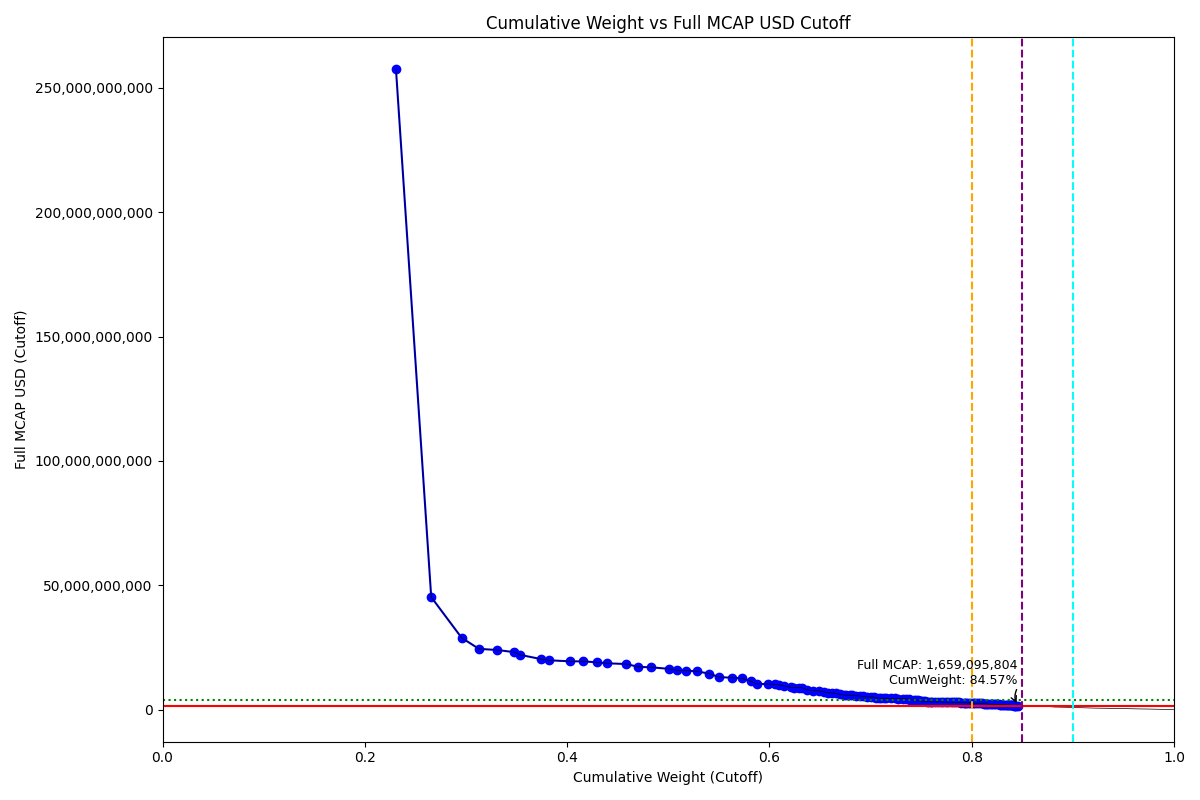 Cumulative Weight vs Full MCAP USD Cutoff
250,000,000,000
200,000,000,000
150,000,000,000
100,000,000,000
50,000,000,000
0
Full MCAP USD (Cutoff)
Full MCAP: 1,659,095,804
CumWeight: 84.57%
0.0 0.2 0.4 0.6 0.8 1.0
Cumulative Weight (Cutoff)